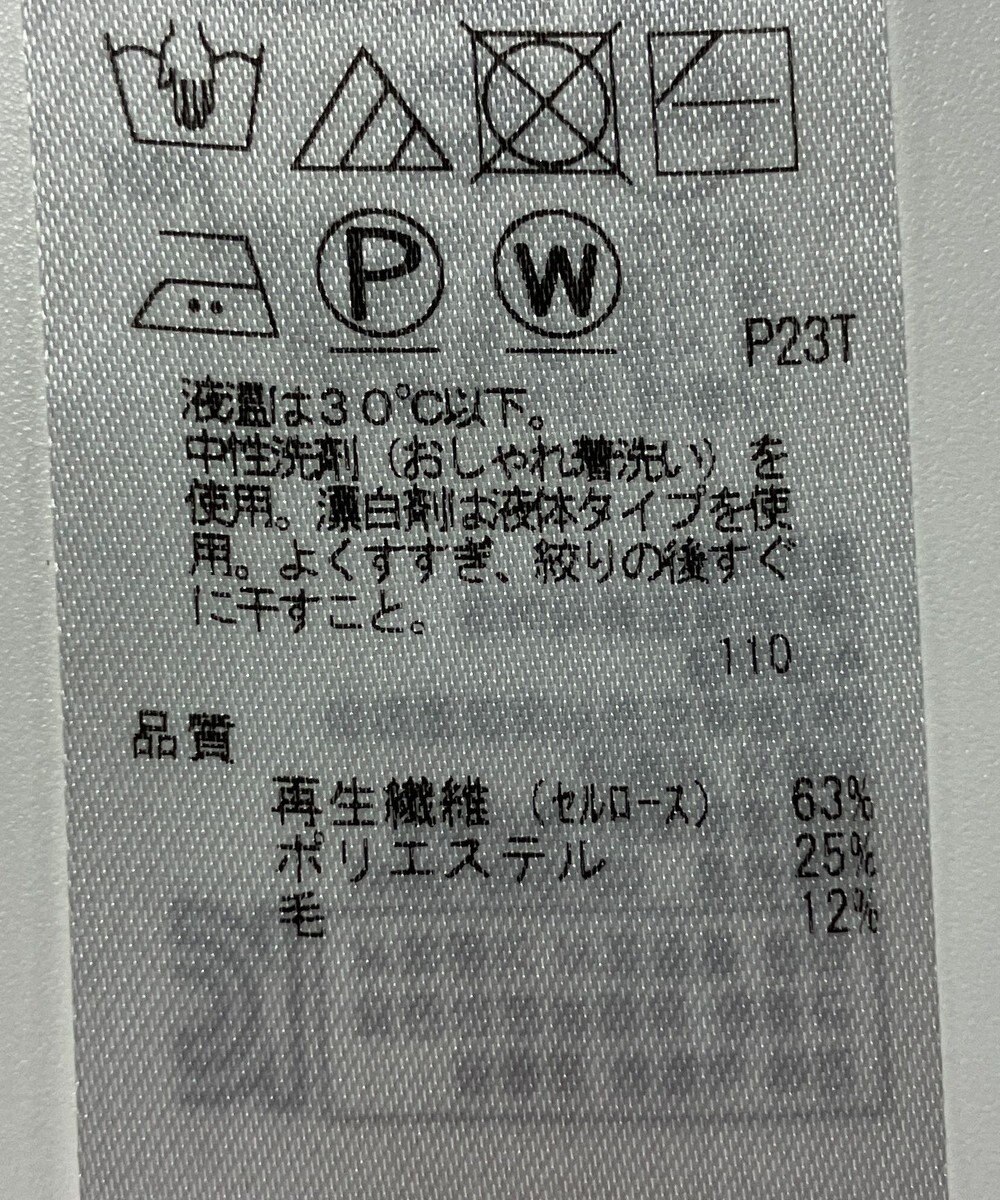 P
W
P23T
液温は30℃以下。
中性洗剤（おしゃれ着洗い）を
使用。漂白剤は液体タイプを使
用。よくすすぎ、絞りの後すぐ
に干すこと。
110
品質
再生繊維（セルロース） 63%
ポリエステル 25%
毛 12%